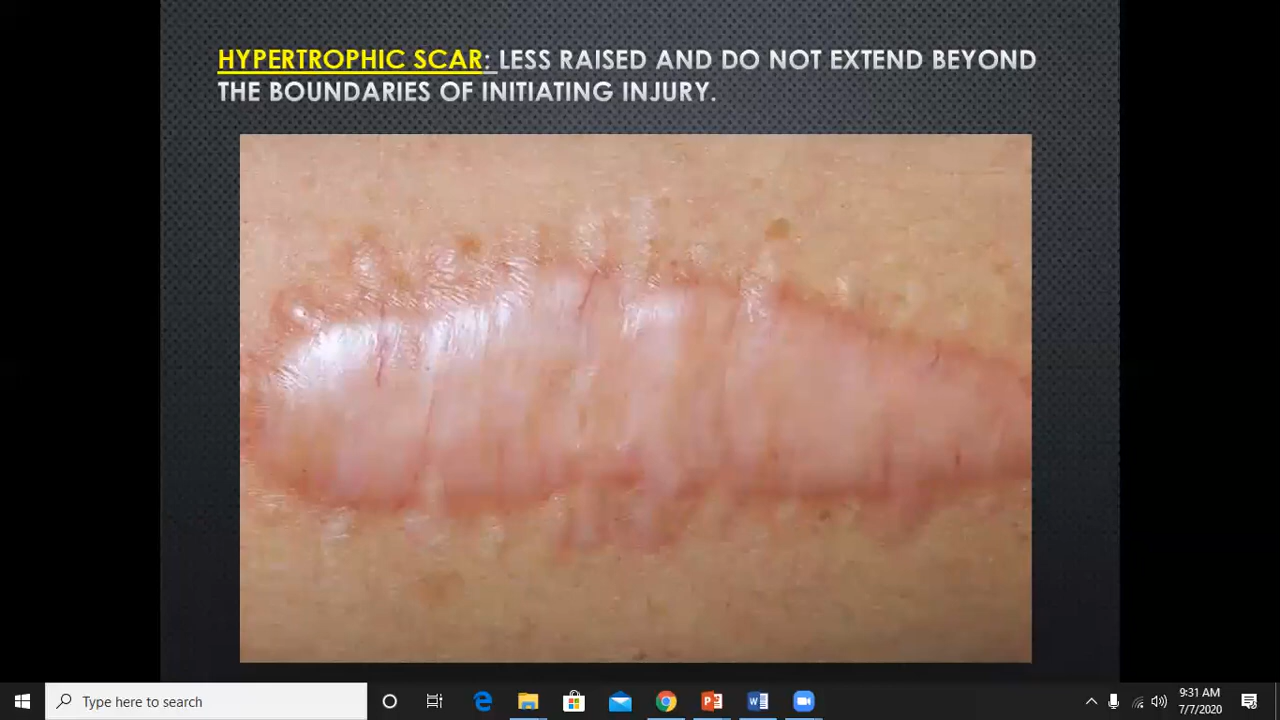 HYPERTROPHIC SCAR: LESS RAISED AND DO NOT EXTEND BEYOND
THE BOUNDARIES OF INITIATING INJURY.
Type here to search
9:31 AM
7/7/2020